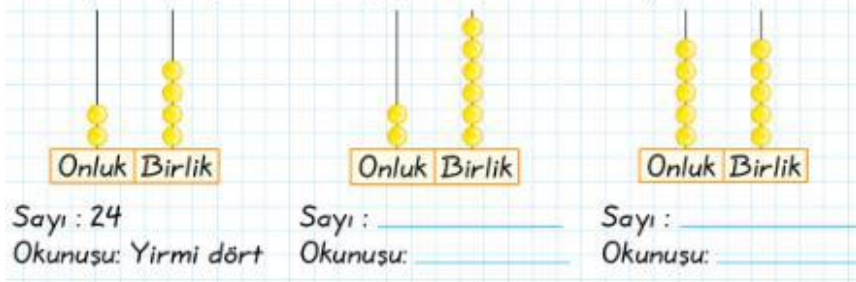 Onluk Birlik
Onluk Birlik
Onluk Birlik
Sayı : 24
Okunuşu: Yirmi dört
Sayı :
Okunuşu:
Sayı :
Okunuşu: